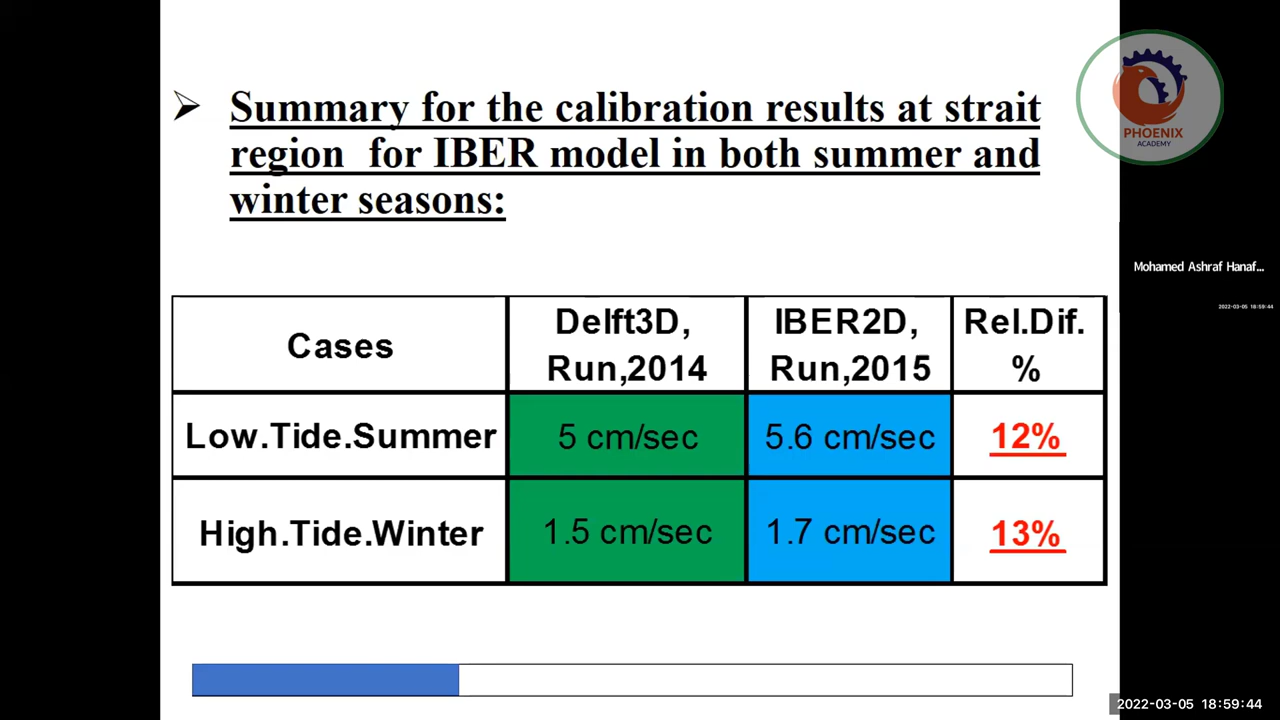 ➢ Summary for the calibration results at strait
region for IBER model in both summer and
winter seasons:
PHOENIX
ACADEMY
Mohamed Ashraf Hanaf...
2022-03-05 18:59:44
Cases
Delft3D,
Run,2014
IBER2D,
Run,2015
Rel.Dif.
%
Low.Tide.Summer
5 cm/sec
5.6 cm/sec
12%
High.Tide.Winter
1.5 cm/sec
1.7 cm/sec
13%
2022-03-05 18:59:44